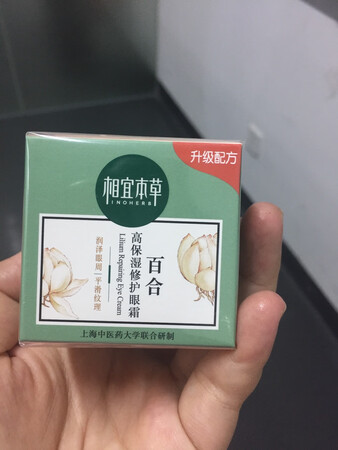 升级配方
相宜本草
INOHERB
百合
高保湿修护眼霜
Lilium Repairing Eye Cream
润泽眼周 平滑纹理
上海中医药大学联合研制